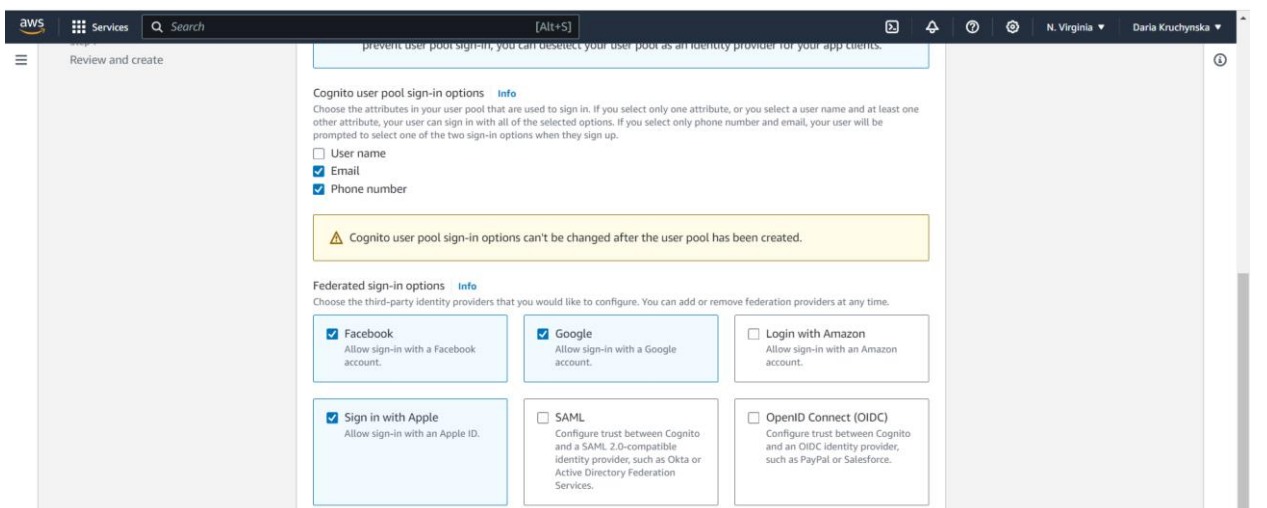 aws
Services
Search
[Alt+S]
N. Virginia
Daria Kruchynska
Review and create
prevent user pool sign-in, you can deselect your user pool as an identity provider for your app clients.
Cognito user pool sign-in options Info
Choose the attributes in your user pool that are used to sign in. If you select only one attribute, or you select a user name and at least one
other attribute, your user can sign in with all of the selected options. If you select only phone number and email, your user will be
prompted to select one of the two sign-in options when they sign up.
User name
Email
Phone number
Cognito user pool sign-in options can't be changed after the user pool has been created.
Federated sign-in options Info
Choose the third-party identity providers that you would like to configure. You can add or remove federation providers at any time.
Facebook
Allow sign-in with a Facebook
account.
Google
Allow sign-in with a Google
account.
Login with Amazon
Allow sign-in with an Amazon
account.
Sign in with Apple
Allow sign-in with an Apple ID.
SAML
Configure trust between Cognito
and a SAML 2.0-compatible
identity provider, such as Okta or
Active Directory Federation
Services.
OpenID Connect (OIDC)
Configure trust between Cognito
and an OIDC identity provider,
such as PayPal or Salesforce.